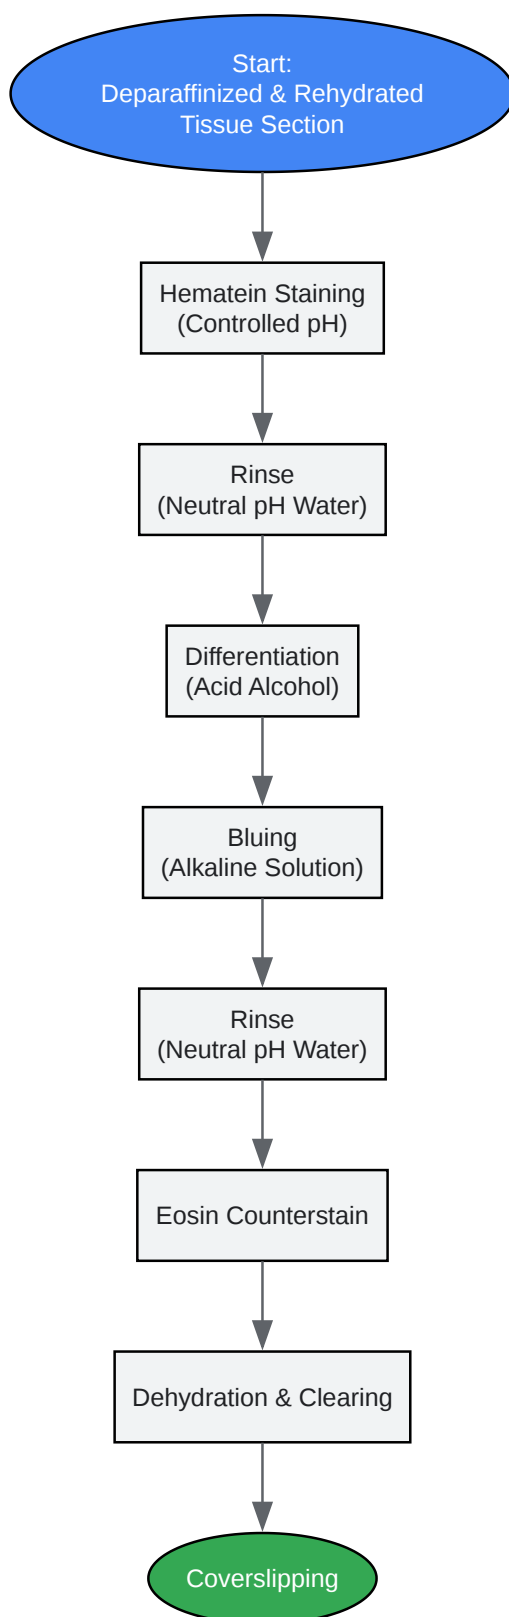 Start:
Deparaffinized & Rehydrated
Tissue Section
Hematein Staining
(Controlled pH)
Rinse
(Neutral pH Water)
Differentiation
(Acid Alcohol)
Bluing
(Alkaline Solution)
Rinse
(Neutral pH Water)
Eosin Counterstain
Dehydration & Clearing
Coverslipping